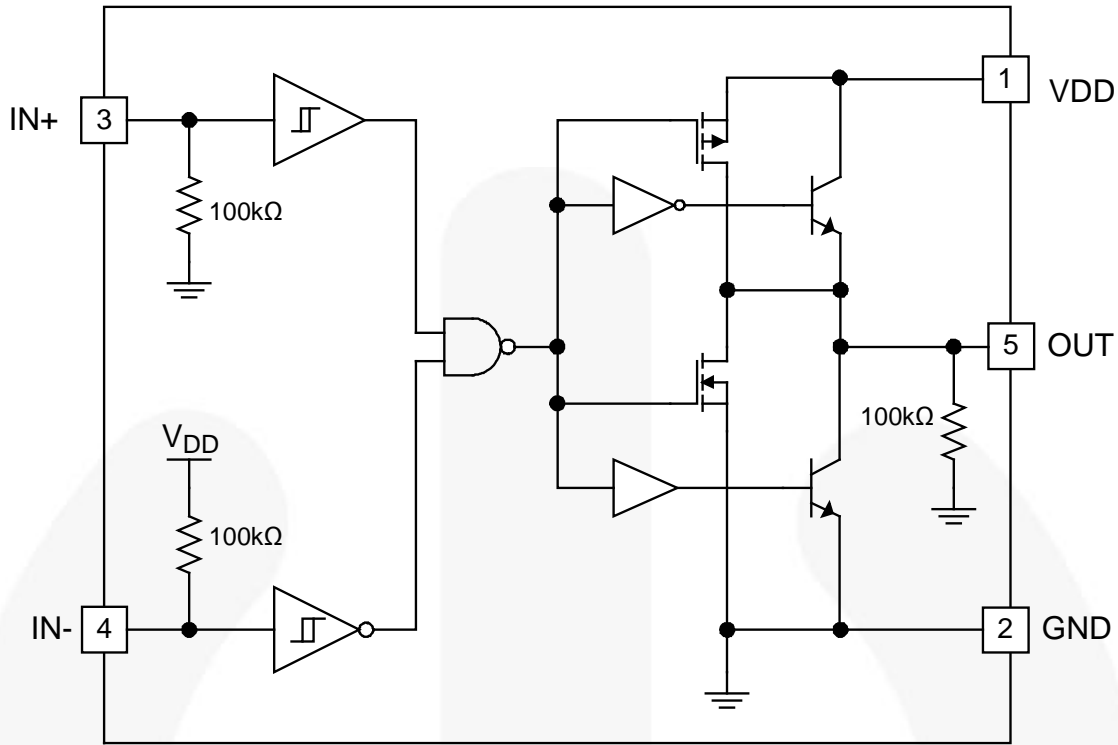 1
VDD
IN+
3
100kΩ
OUT
5
100kΩ
VDD
100kΩ
IN-
4
2
GND